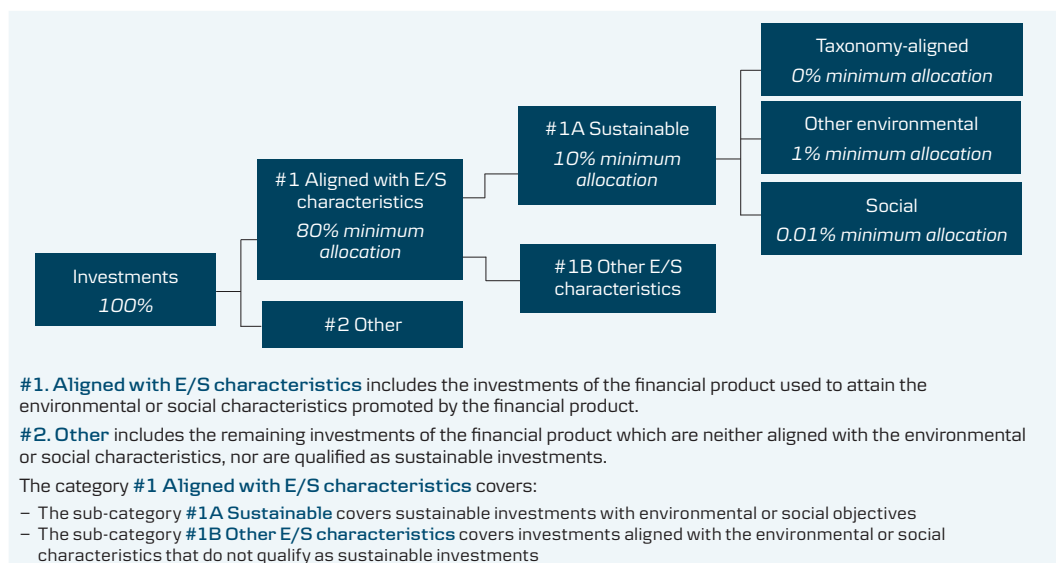 Taxonomy-aligned
0% minimum allocation
#1A Sustainable
10% minimum
allocation
Other environmental
1% minimum allocation
#1 Aligned with E/S
characteristics
80% minimum
allocation
Social
0.01% minimum allocation
#1B Other E/S
characteristics
Investments
100%
#2 Other
#1. Aligned with E/S characteristics includes the investments of the financial product used to attain the
environmental or social characteristics promoted by the financial product.
#2. Other includes the remaining investments of the financial product which are neither aligned with the environmental
or social characteristics, nor are qualified as sustainable investments.
The category #1 Aligned with E/S characteristics covers:
– The sub-category #1A Sustainable covers sustainable investments with environmental or social objectives
– The sub-category #1B Other E/S characteristics covers investments aligned with the environmental or social
characteristics that do not qualify as sustainable investments